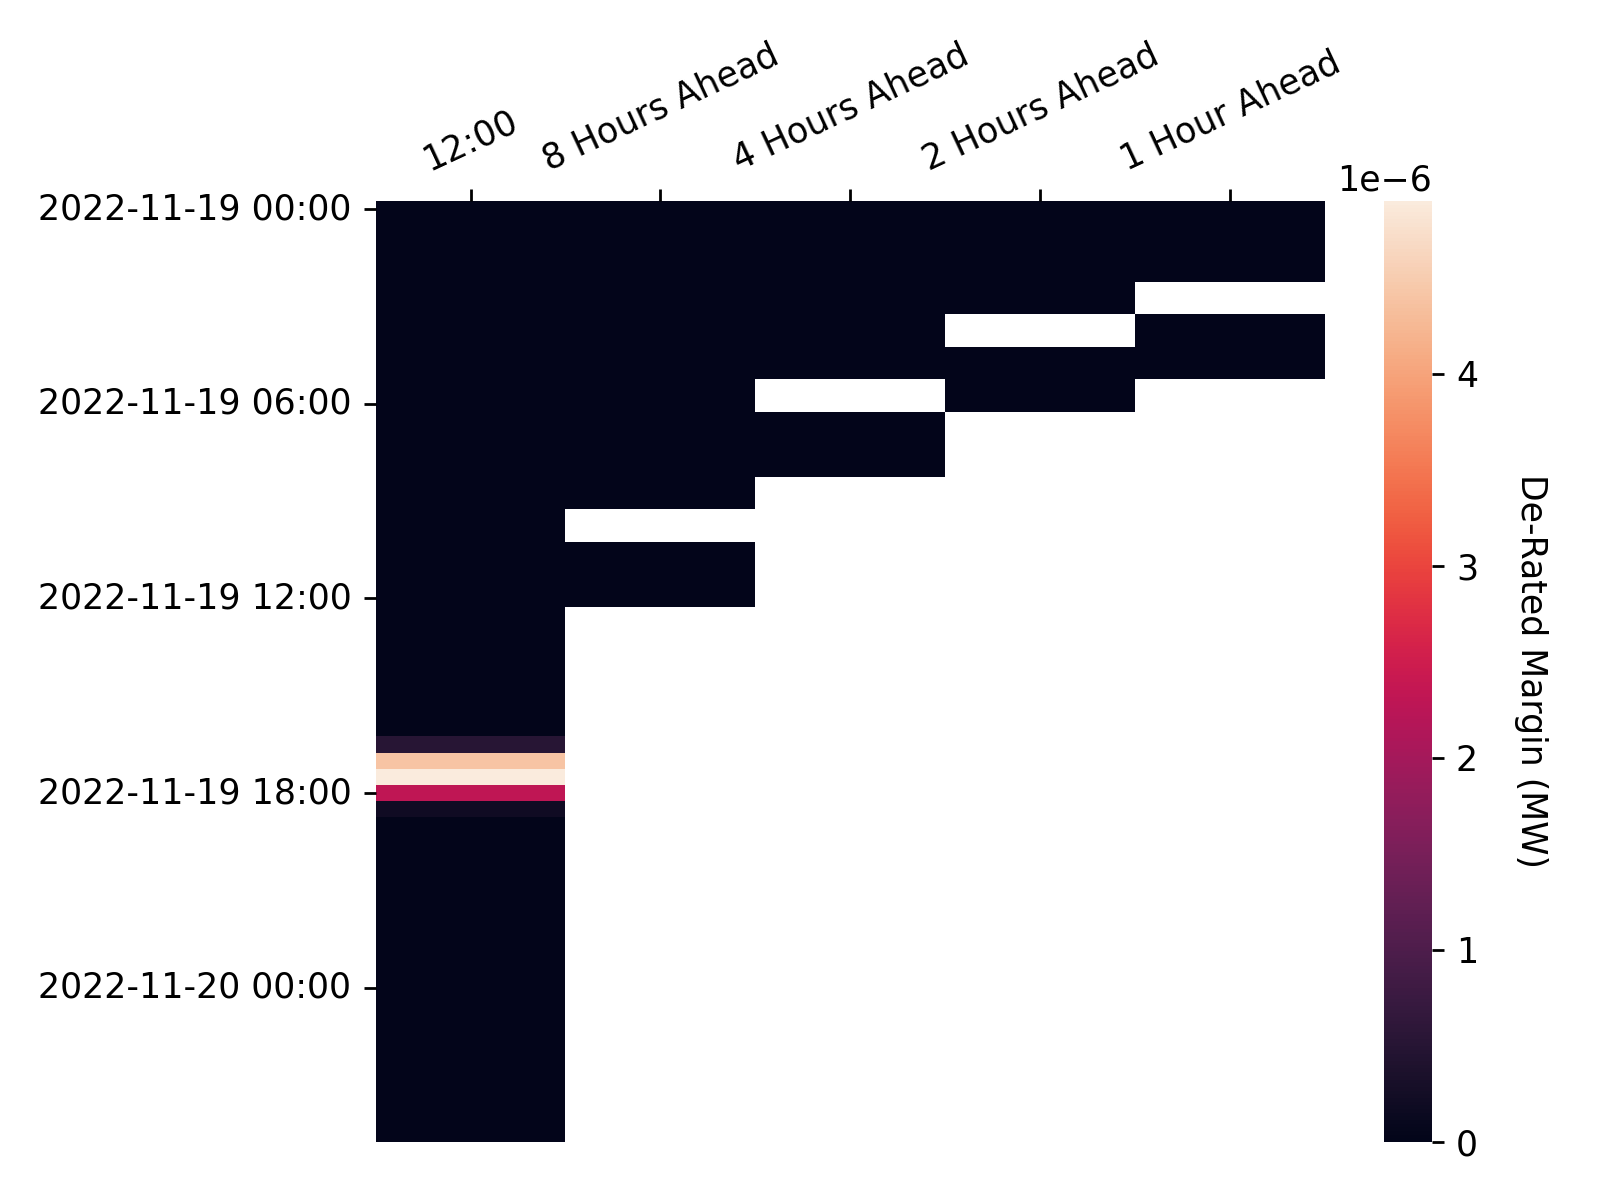 12:00
8 Hours Ahead
4 Hours Ahead
2 Hours Ahead
1 Hour Ahead
1e−6
2022-11-19 00:00
2022-11-19 06:00
2022-11-19 12:00
2022-11-19 18:00
2022-11-20 00:00
4
3
2
1
0
De-Rated Margin (MW)